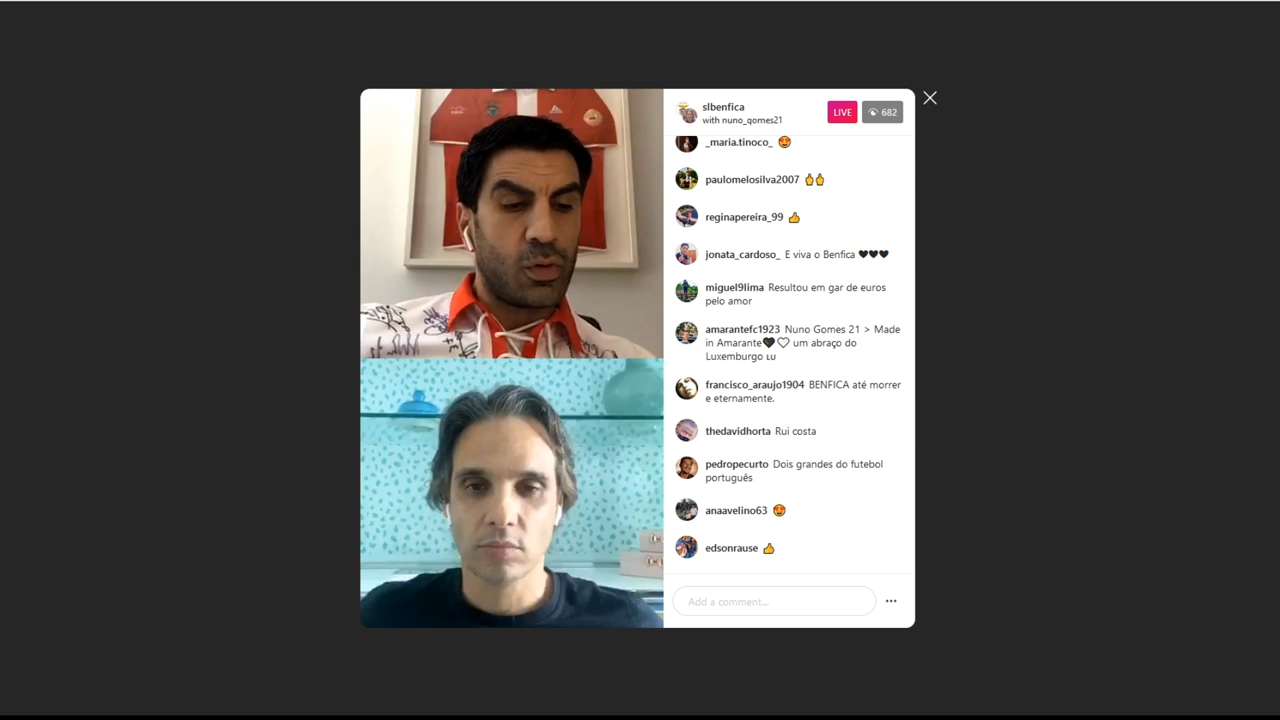 slbenfica
with nuno_gomes21
LIVE
682
_maria.tinoco_ 😍
paulomelosilva2007 🖕🖕
reginapereira_99 👍
jonata_cardoso_ E viva o Benfica 🖤🖤🖤
miguel9lima Resultou em gar de euros
pelo amor
amarantefc1923 Nuno Gomes 21 > Made
in Amarante🖤🤍 um abraço do
Luxemburgo ʟᴜ
francisco_araujo1904 BENFICA até morrer
e eternamente.
thedavidhorta Rui costa
pedropecurto Dois grandes do futebol
português
anaavelino63 😍
edsonrause 👍
Add a comment...